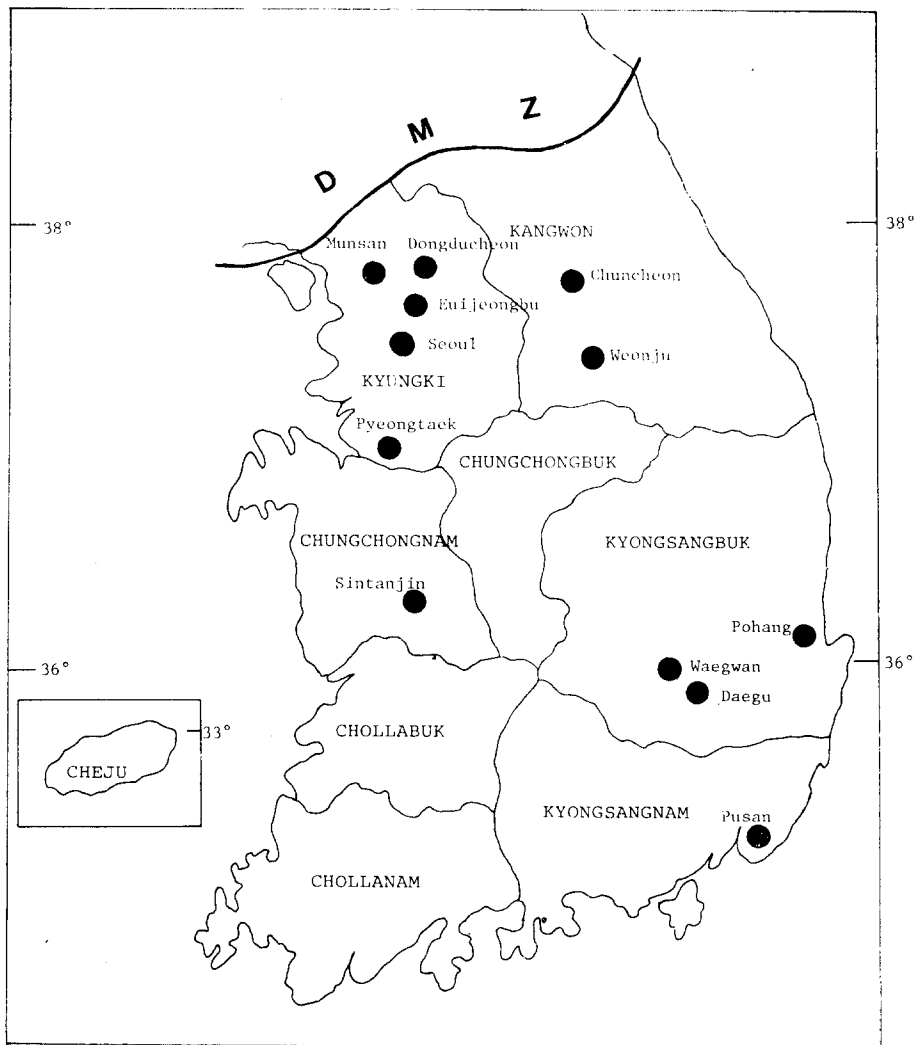 D M Z
38°
38°
KANGWON
Munsan
Dongducheon
Chuncheon
Euijeongbu
Seoul
Weonju
KYUNGKI
Pyeongtaek
CHUNGCHONGBUK
CHUNGCHONGNAM
KYONGSANGBUK
Sintanjin
Pohang
36°
36°
Waegwan
Daegu
33°
CHOLLABUK
CHEJU
KYONGSANGNAM
Pusan
CHOLLANAM